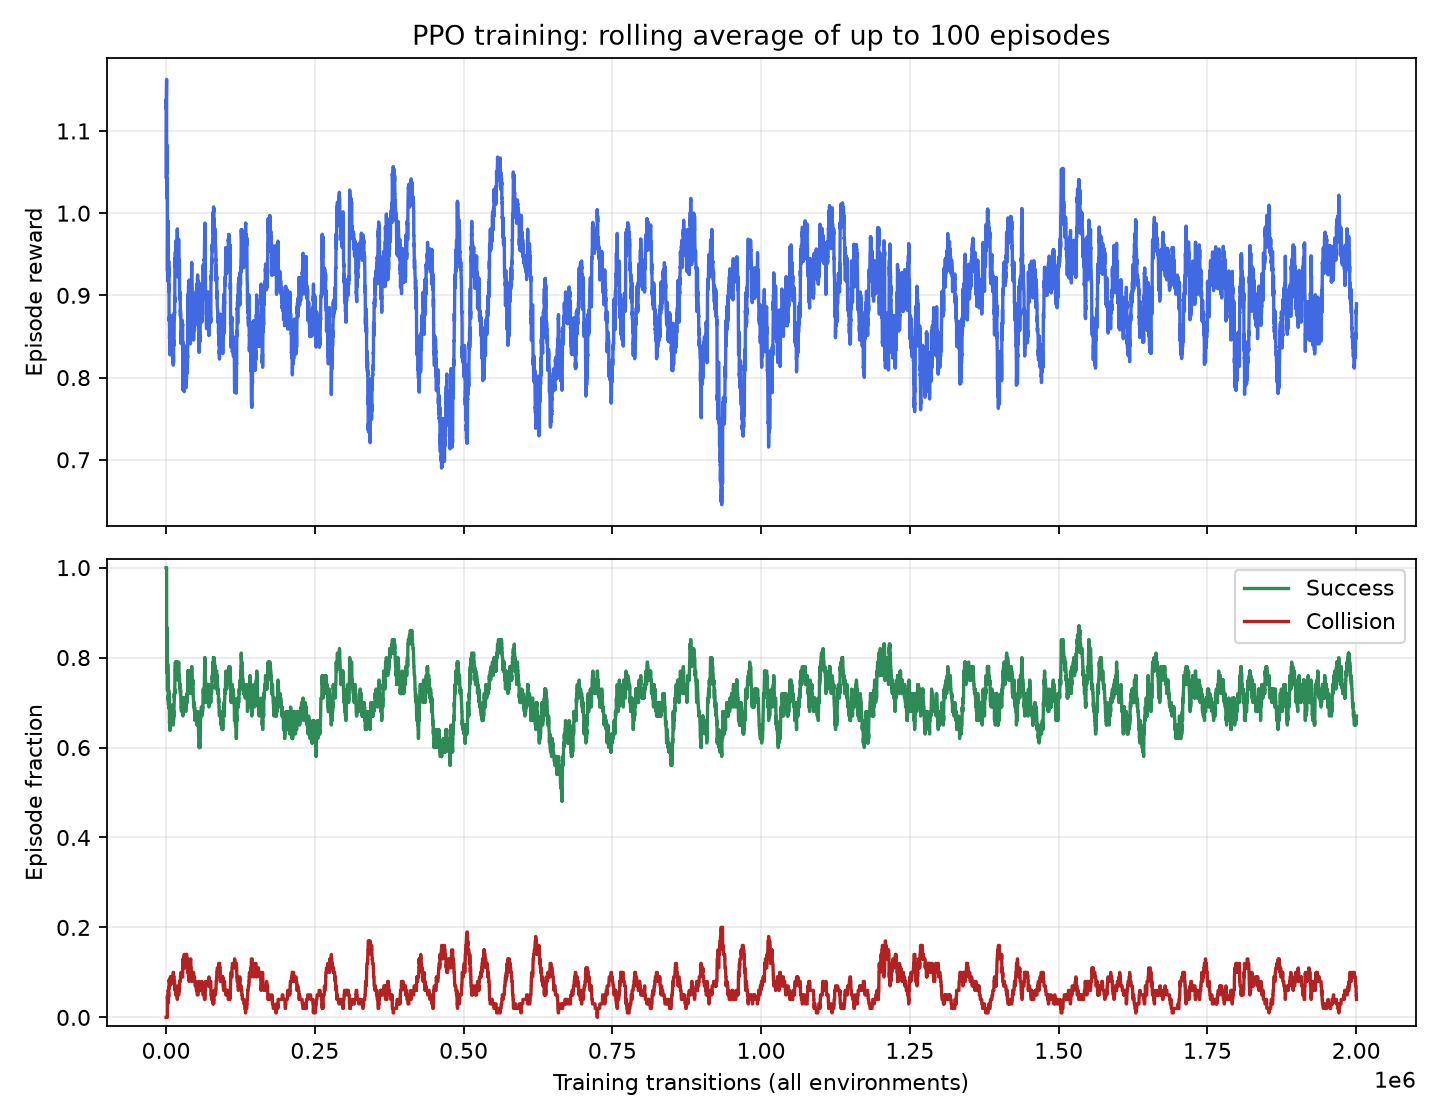 PPO training: rolling average of up to 100 episodes
Episode reward
1.1
1.0
0.9
0.8
0.7
Episode fraction
1.0
0.8
0.6
0.4
0.2
0.0
Success
Collision
0.00 0.25 0.50 0.75 1.00 1.25 1.50 1.75 2.00
1e6
Training transitions (all environments)